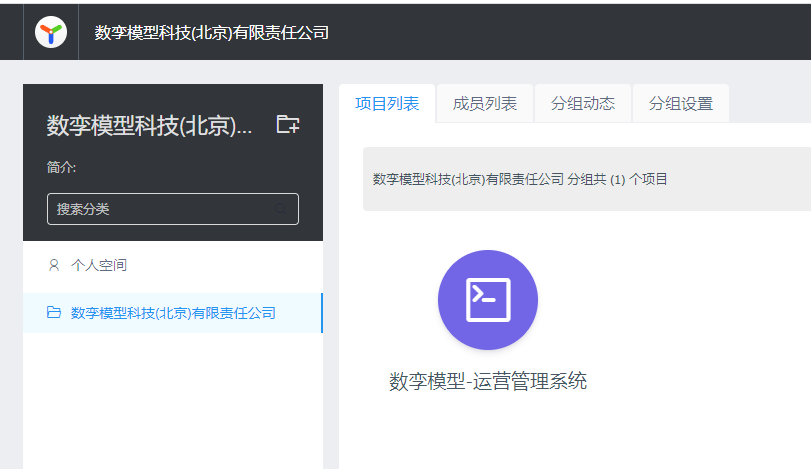 数孪模型科技(北京)有限责任公司
数孪模型科技(北京)...
简介:
搜索分类
个人空间
数孪模型科技(北京)有限责任公司
项目列表
成员列表
分组动态
分组设置
数孪模型科技(北京)有限责任公司 分组共 (1) 个项目
数孪模型-运营管理系统